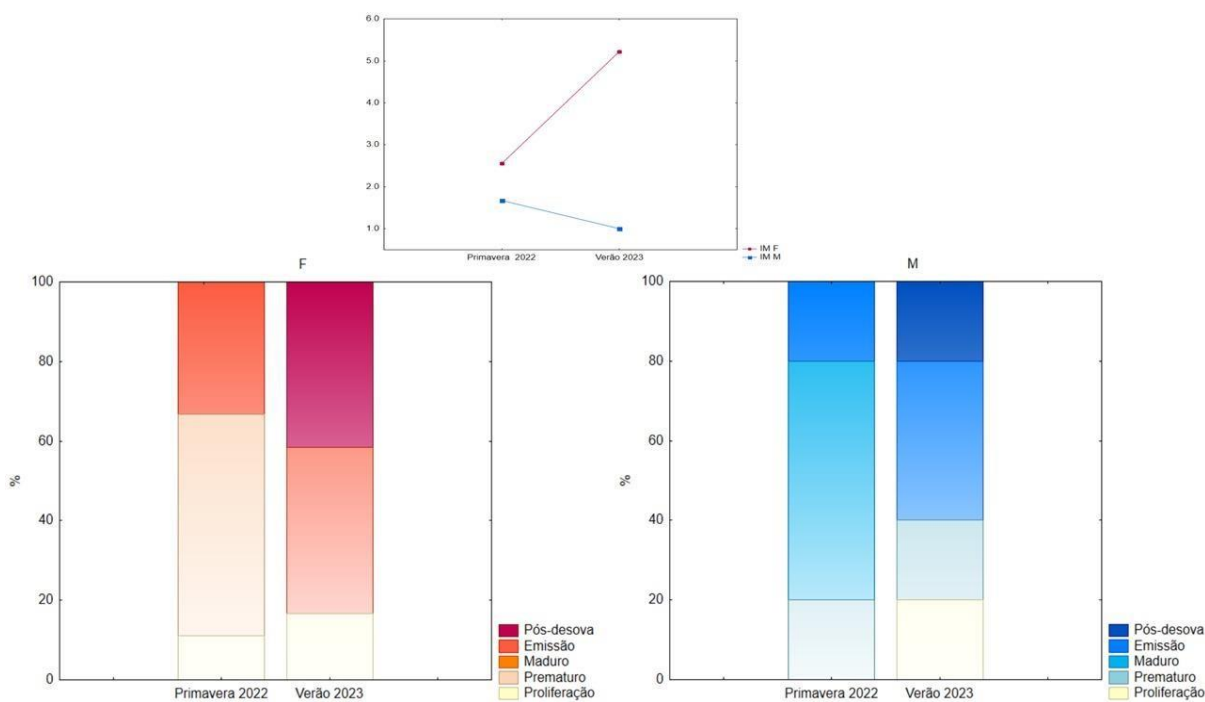 6.0
5.0
4.0
3.0
2.0
1.0
Primavera 2022
Verão 2023
IM F
IM M
F
100
80
60
40
20
0
%
Primavera 2022
Verão 2023
Pós-desova
Emissão
Maduro
Prematuro
Proliferação
M
100
80
60
40
20
0
%
Primavera 2022
Verão 2023
Pós-desova
Emissão
Maduro
Prematuro
Proliferação